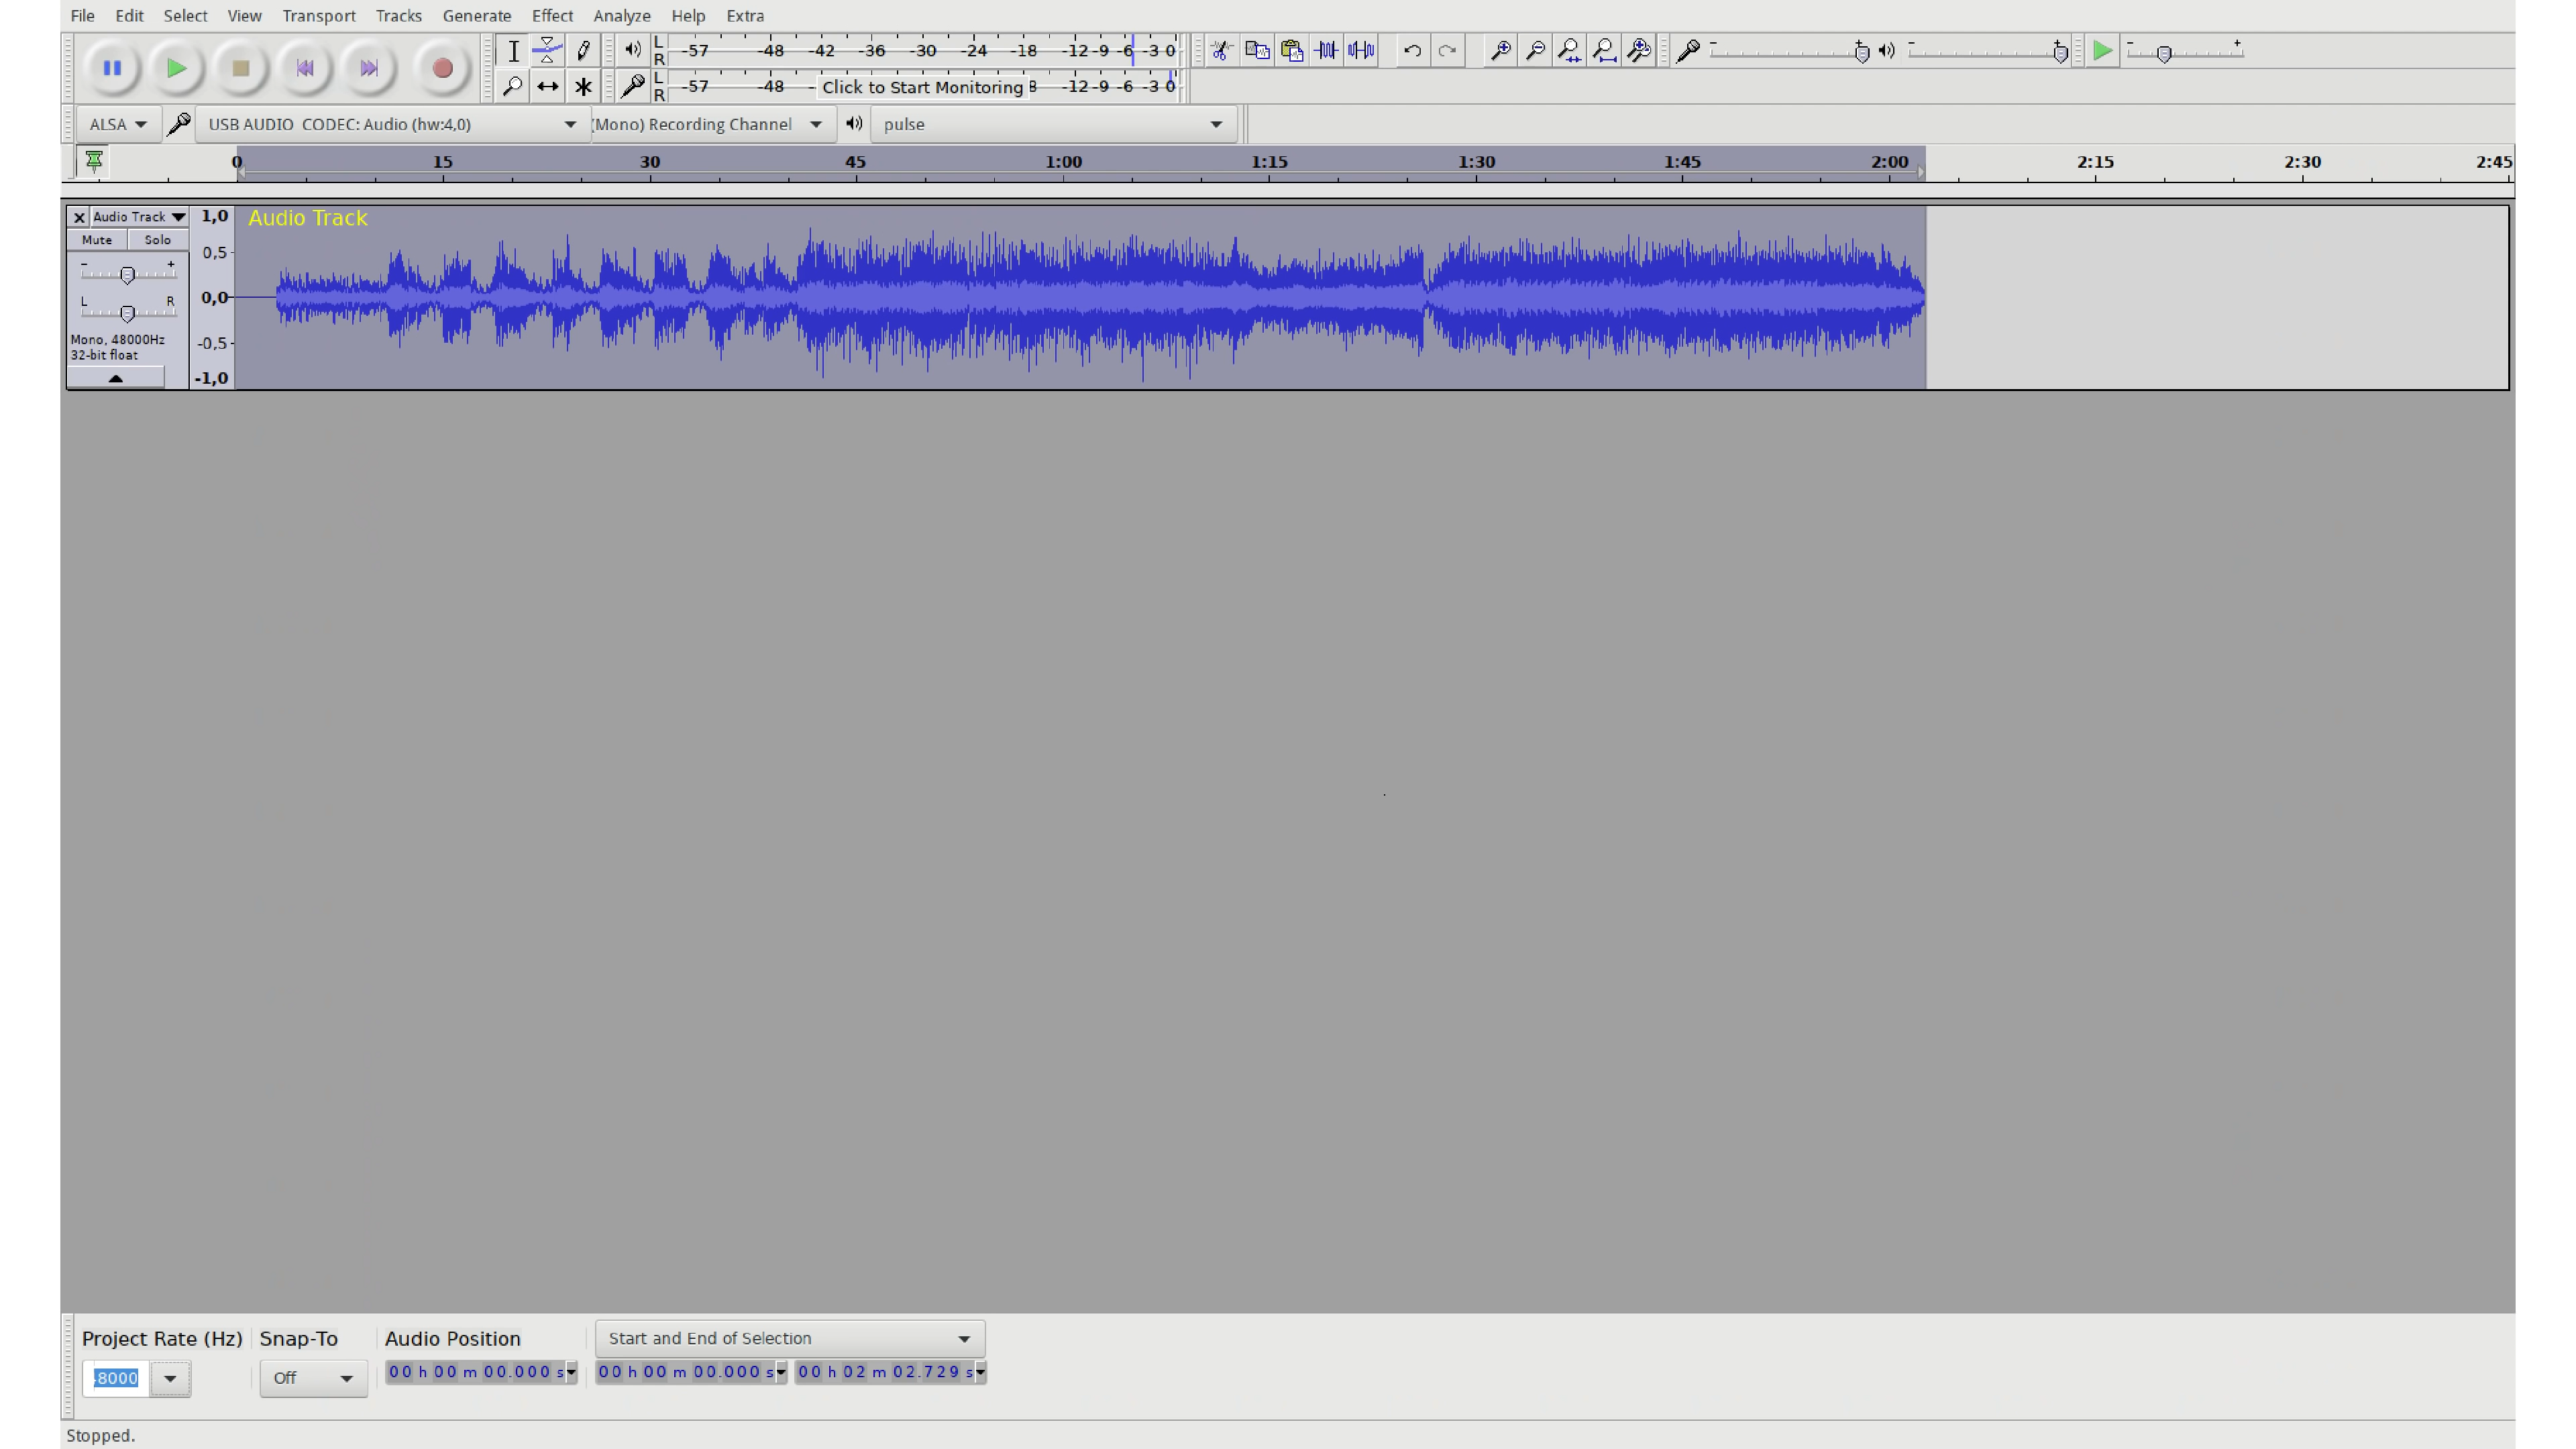 File Edit Select View Transport Tracks Generate Effect Analyze Help Extra
L R -57 -48 -42 -36 -30 -24 -18 -12 -9 -6 -3 0
L R -57 -48 - Click to Start Monitoring 8 -12 -9 -6 -3 0
ALSA USB AUDIO CODEC: Audio (hw:4,0) (Mono) Recording Channel pulse
0 15 30 45 1:00 1:15 1:30 1:45 2:00 2:15 2:30 2:45
Audio Track 1,0 Audio Track
Mute Solo 0,5
- +
L R 0,0
Mono, 48000Hz -0,5
32-bit float
-1,0
Project Rate (Hz) Snap-To Audio Position Start and End of Selection
8000 Off 00 h 00 m 00.000 s 00 h 00 m 00.000 s 00 h 02 m 02.729 s
Stopped.